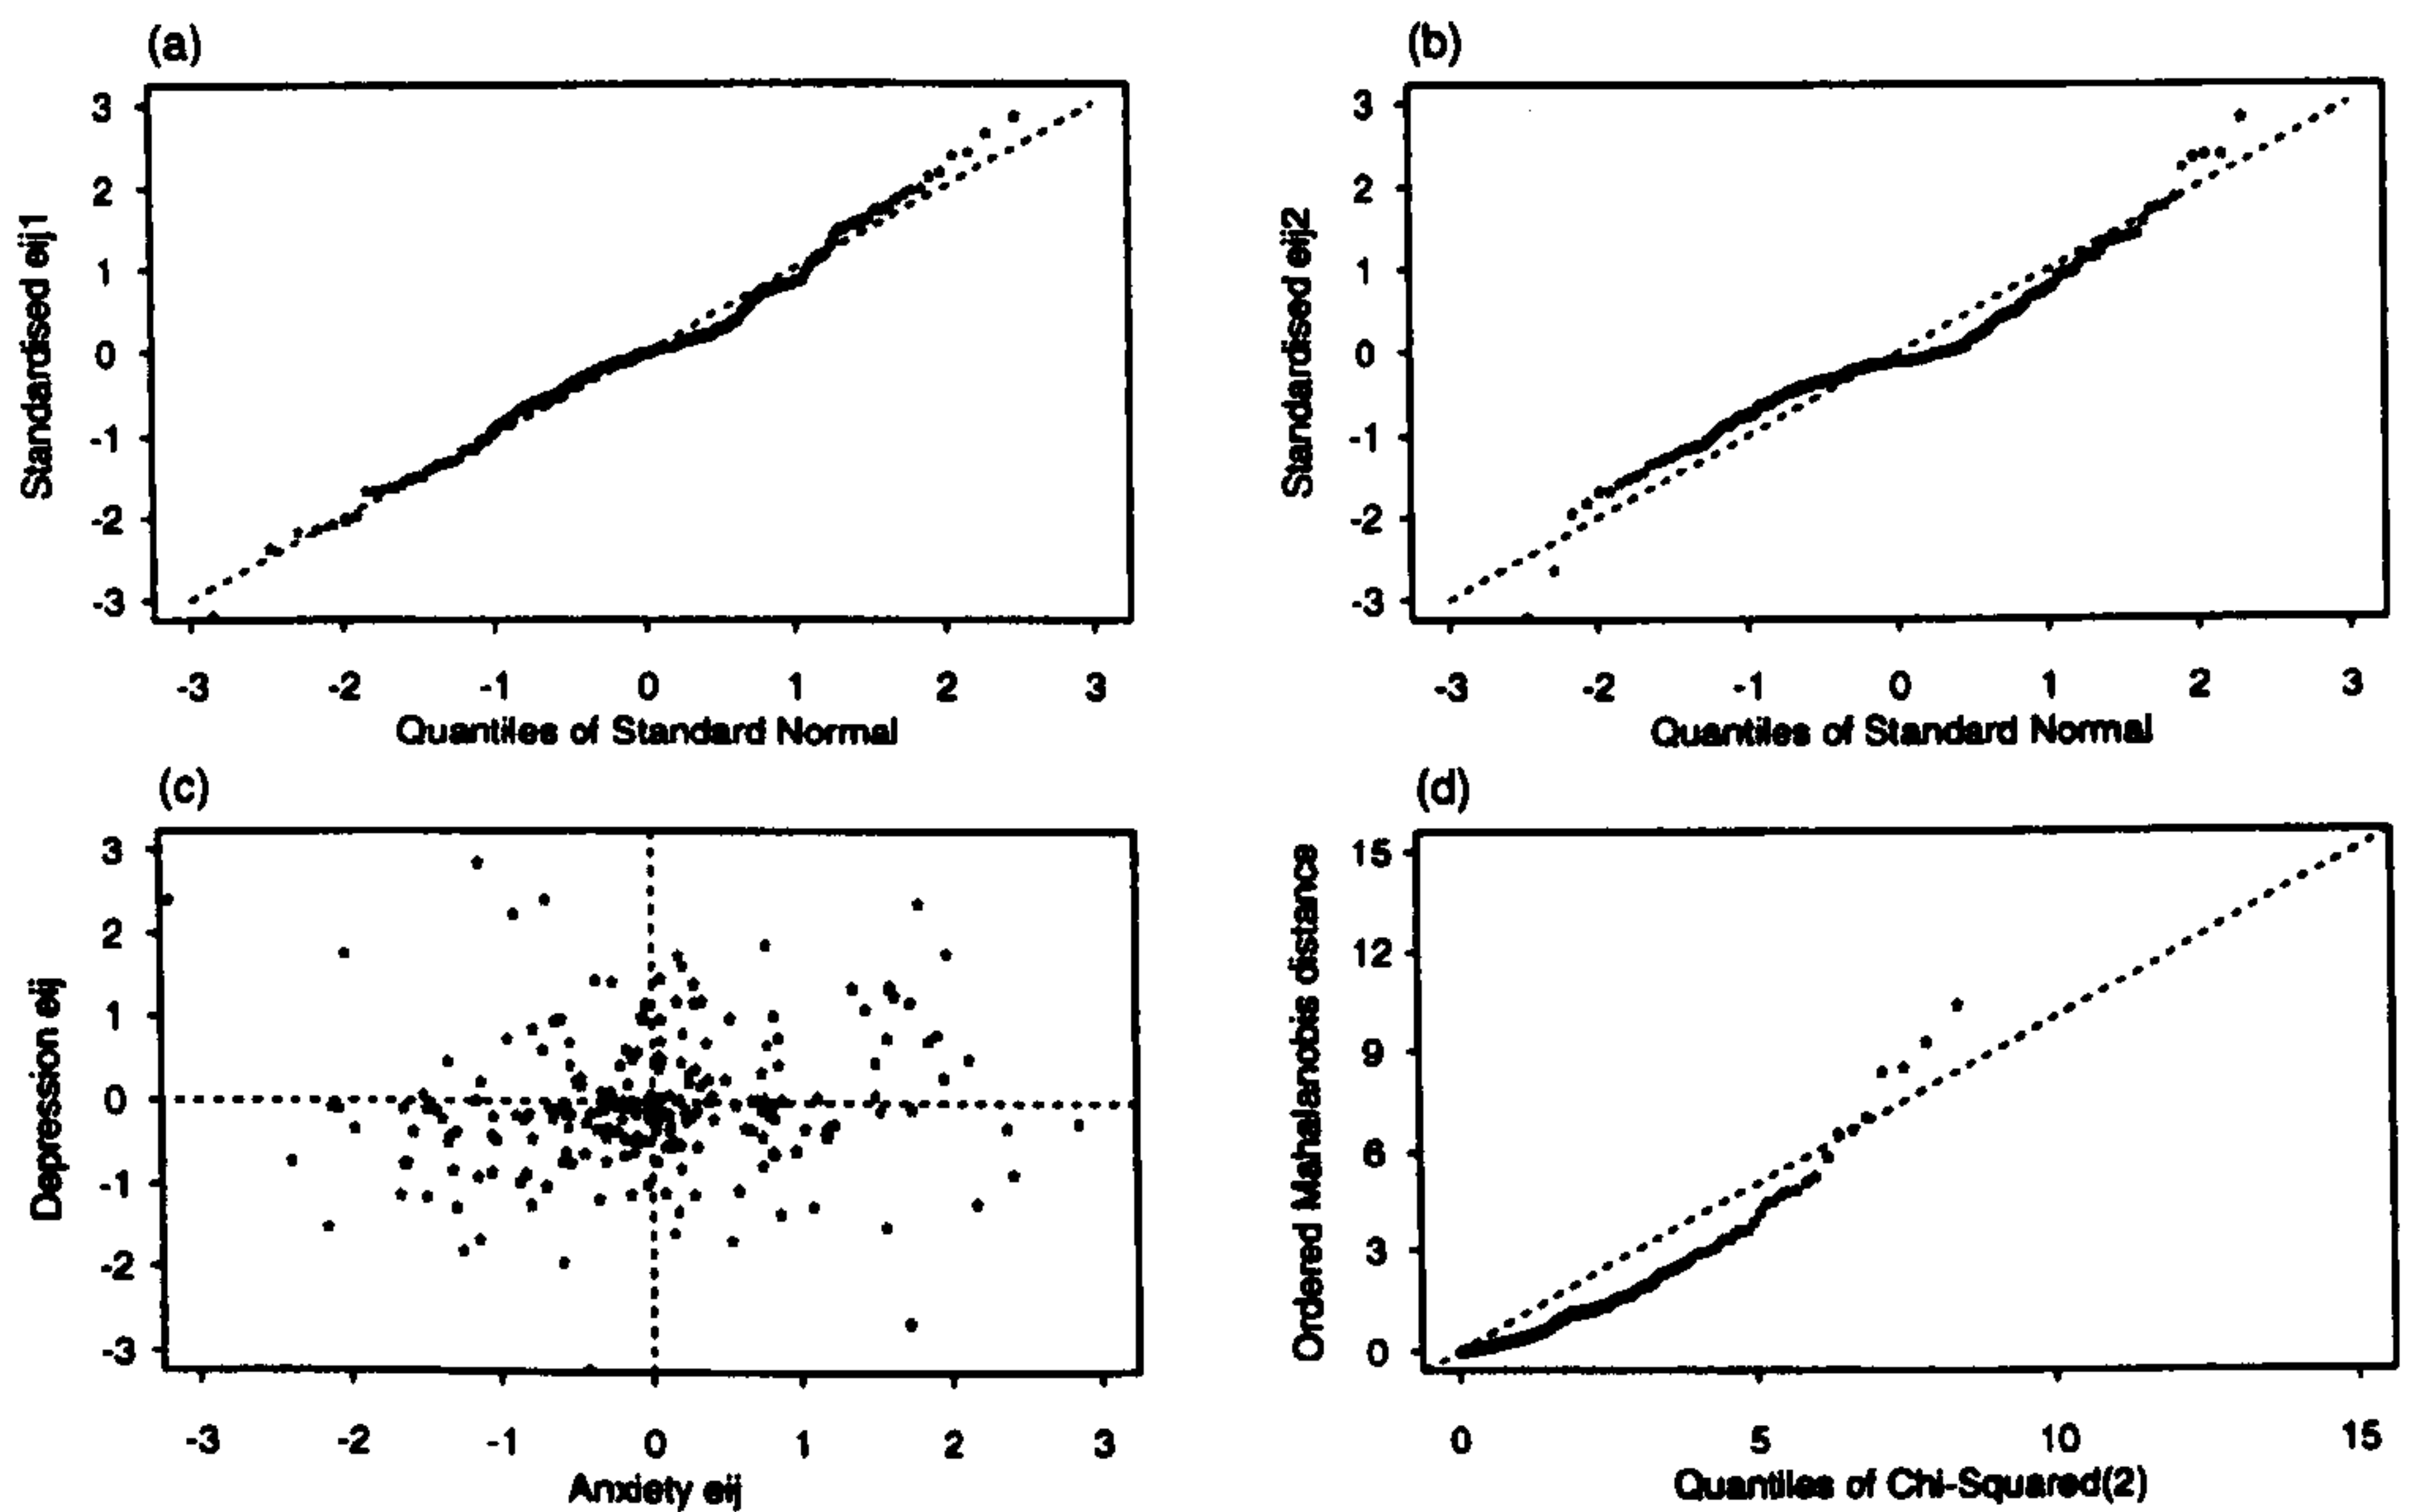 (a)
Standardised eij1
3
2
1
0
-1
-2
-3
-3 -2 -1 0 1 2 3
Quantiles of Standard Normal
(b)
Standardised eij2
3
2
1
0
-1
-2
-3
-3 -2 -1 0 1 2 3
Quantiles of Standard Normal
(c)
Depression eij
3
2
1
0
-1
-2
-3
-3 -2 -1 0 1 2 3
Anxiety eij
(d)
Ordered Mahalanobis distance
15
12
9
6
3
0
0 5 10 15
Quantiles of Chi-Squared(2)